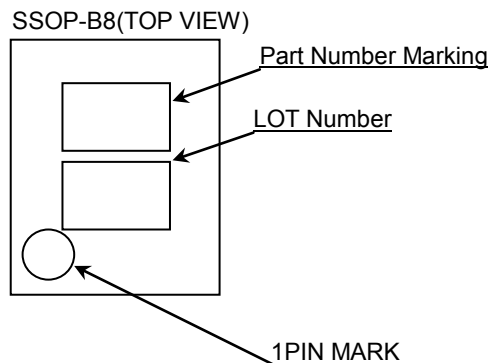 SSOP-B8(TOP VIEW)
Part Number Marking
LOT Number
1PIN MARK